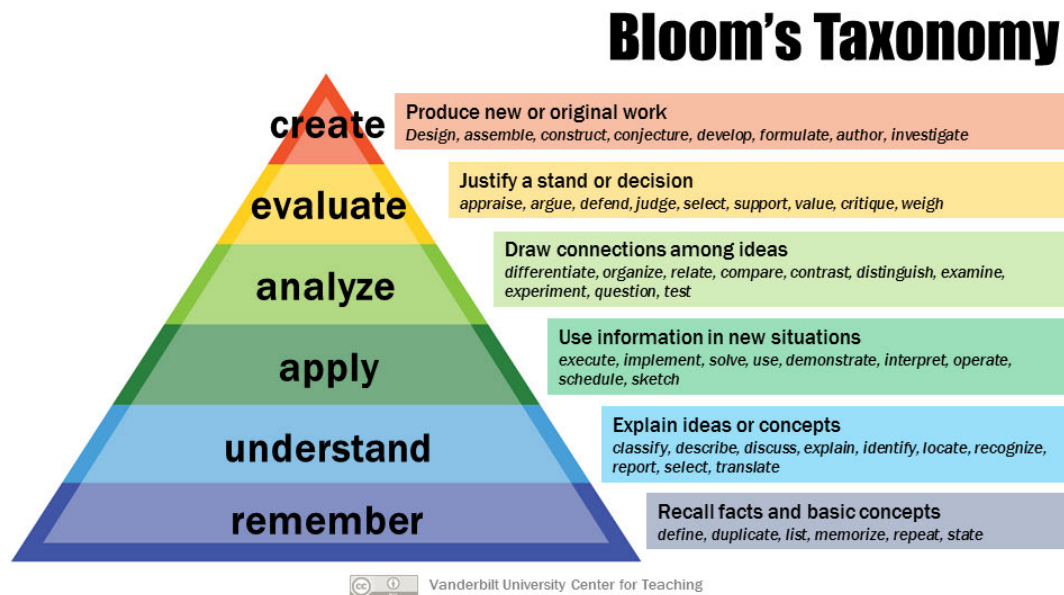 Bloom's Taxonomy
create
Produce new or original work
Design, assemble, construct, conjecture, develop, formulate, author, investigate
evaluate
Justify a stand or decision
appraise, argue, defend, judge, select, support, value, critique, weigh
analyze
Draw connections among ideas
differentiate, organize, relate, compare, contrast, distinguish, examine,
experiment, question, test
apply
Use information in new situations
execute, implement, solve, use, demonstrate, interpret, operate,
schedule, sketch
understand
Explain ideas or concepts
classify, describe, discuss, explain, identify, locate, recognize,
report, select, translate
remember
Recall facts and basic concepts
define, duplicate, list, memorize, repeat, state
cc
Vanderbilt University Center for Teaching